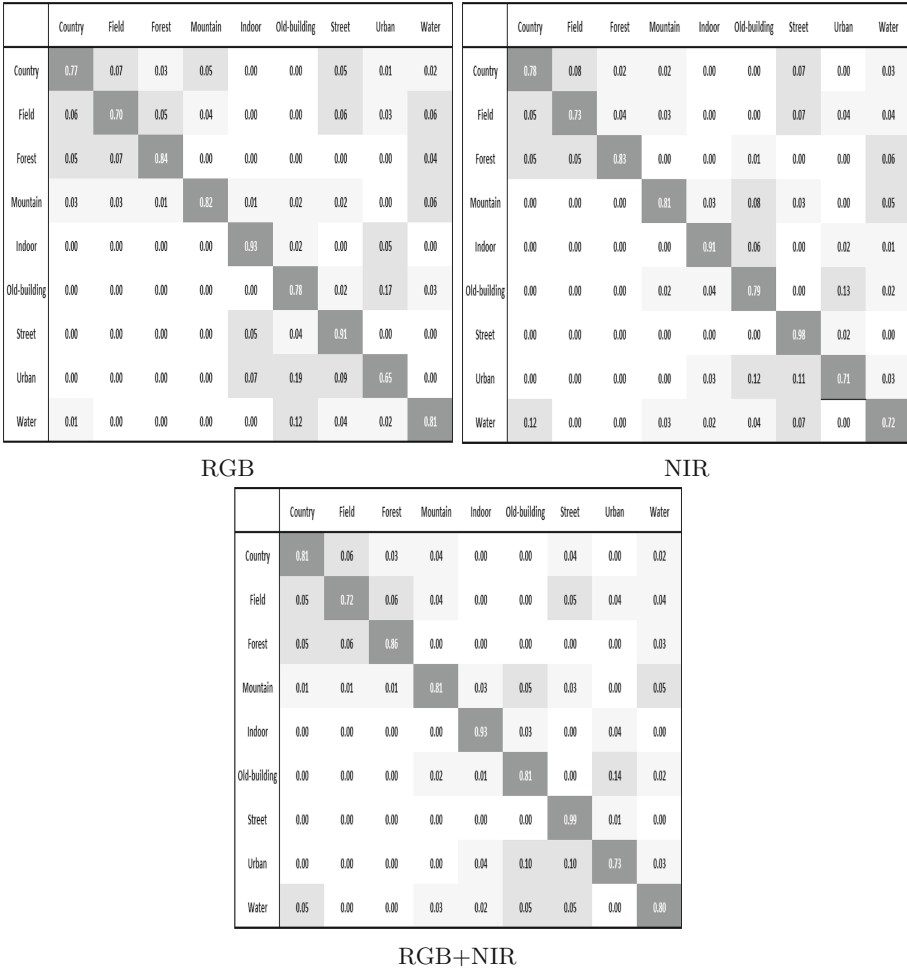 Country Field Forest Mountain Indoor Old-building Street Urban Water
Country 0.77 0.07 0.03 0.05 0.00 0.00 0.05 0.01 0.02
Field 0.06 0.70 0.05 0.04 0.00 0.00 0.06 0.03 0.06
Forest 0.05 0.07 0.84 0.00 0.00 0.00 0.00 0.00 0.04
Mountain 0.03 0.03 0.01 0.82 0.01 0.02 0.02 0.00 0.06
Indoor 0.00 0.00 0.00 0.00 0.93 0.02 0.00 0.05 0.00
Old-building 0.00 0.00 0.00 0.00 0.00 0.78 0.02 0.17 0.03
Street 0.00 0.00 0.00 0.00 0.05 0.04 0.91 0.00 0.00
Urban 0.00 0.00 0.00 0.00 0.07 0.19 0.09 0.65 0.00
Water 0.01 0.00 0.00 0.00 0.00 0.12 0.04 0.02 0.81
RGB
Country Field Forest Mountain Indoor Old-building Street Urban Water
Country 0.78 0.08 0.02 0.02 0.00 0.00 0.07 0.00 0.03
Field 0.05 0.73 0.04 0.03 0.00 0.00 0.07 0.04 0.04
Forest 0.05 0.05 0.83 0.00 0.00 0.01 0.00 0.00 0.06
Mountain 0.00 0.00 0.00 0.81 0.03 0.08 0.03 0.00 0.05
Indoor 0.00 0.00 0.00 0.00 0.91 0.06 0.00 0.02 0.01
Old-building 0.00 0.00 0.00 0.02 0.04 0.79 0.00 0.13 0.02
Street 0.00 0.00 0.00 0.00 0.00 0.00 0.98 0.02 0.00
Urban 0.00 0.00 0.00 0.00 0.03 0.12 0.11 0.71 0.03
Water 0.12 0.00 0.00 0.03 0.02 0.04 0.07 0.00 0.72
NIR
Country Field Forest Mountain Indoor Old-building Street Urban Water
Country 0.81 0.06 0.03 0.04 0.00 0.00 0.04 0.00 0.02
Field 0.05 0.72 0.06 0.04 0.00 0.00 0.05 0.04 0.04
Forest 0.05 0.06 0.86 0.00 0.00 0.00 0.00 0.00 0.03
Mountain 0.01 0.01 0.01 0.81 0.03 0.05 0.03 0.00 0.05
Indoor 0.00 0.00 0.00 0.00 0.93 0.03 0.00 0.04 0.00
Old-building 0.00 0.00 0.00 0.02 0.01 0.81 0.00 0.14 0.02
Street 0.00 0.00 0.00 0.00 0.00 0.00 0.99 0.01 0.00
Urban 0.00 0.00 0.00 0.00 0.04 0.10 0.10 0.73 0.03
Water 0.05 0.00 0.00 0.03 0.02 0.05 0.05 0.00 0.80
RGB+NIR